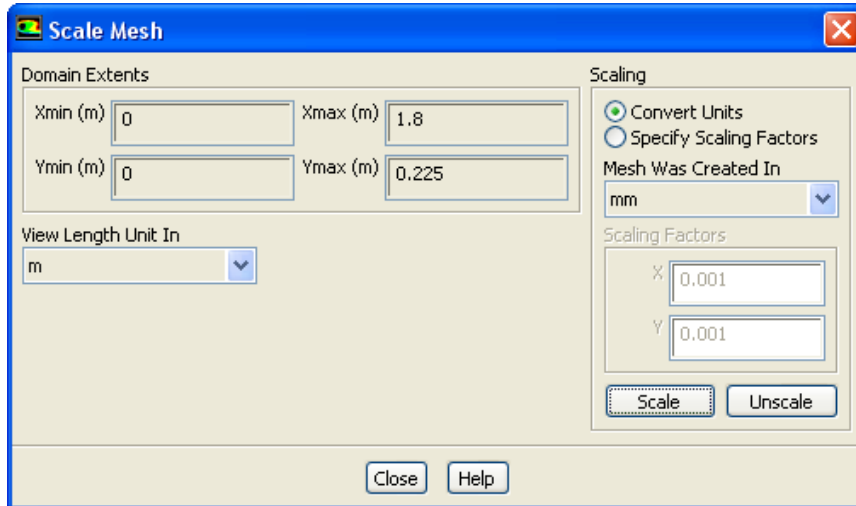 Scale Mesh
Domain Extents
Xmin (m) 0 Xmax (m) 1.8
Ymin (m) 0 Ymax (m) 0.225
View Length Unit In
m
Scaling
Convert Units
Specify Scaling Factors
Mesh Was Created In
mm
Scaling Factors
X 0.001
Y 0.001
Scale Unscale
Close Help